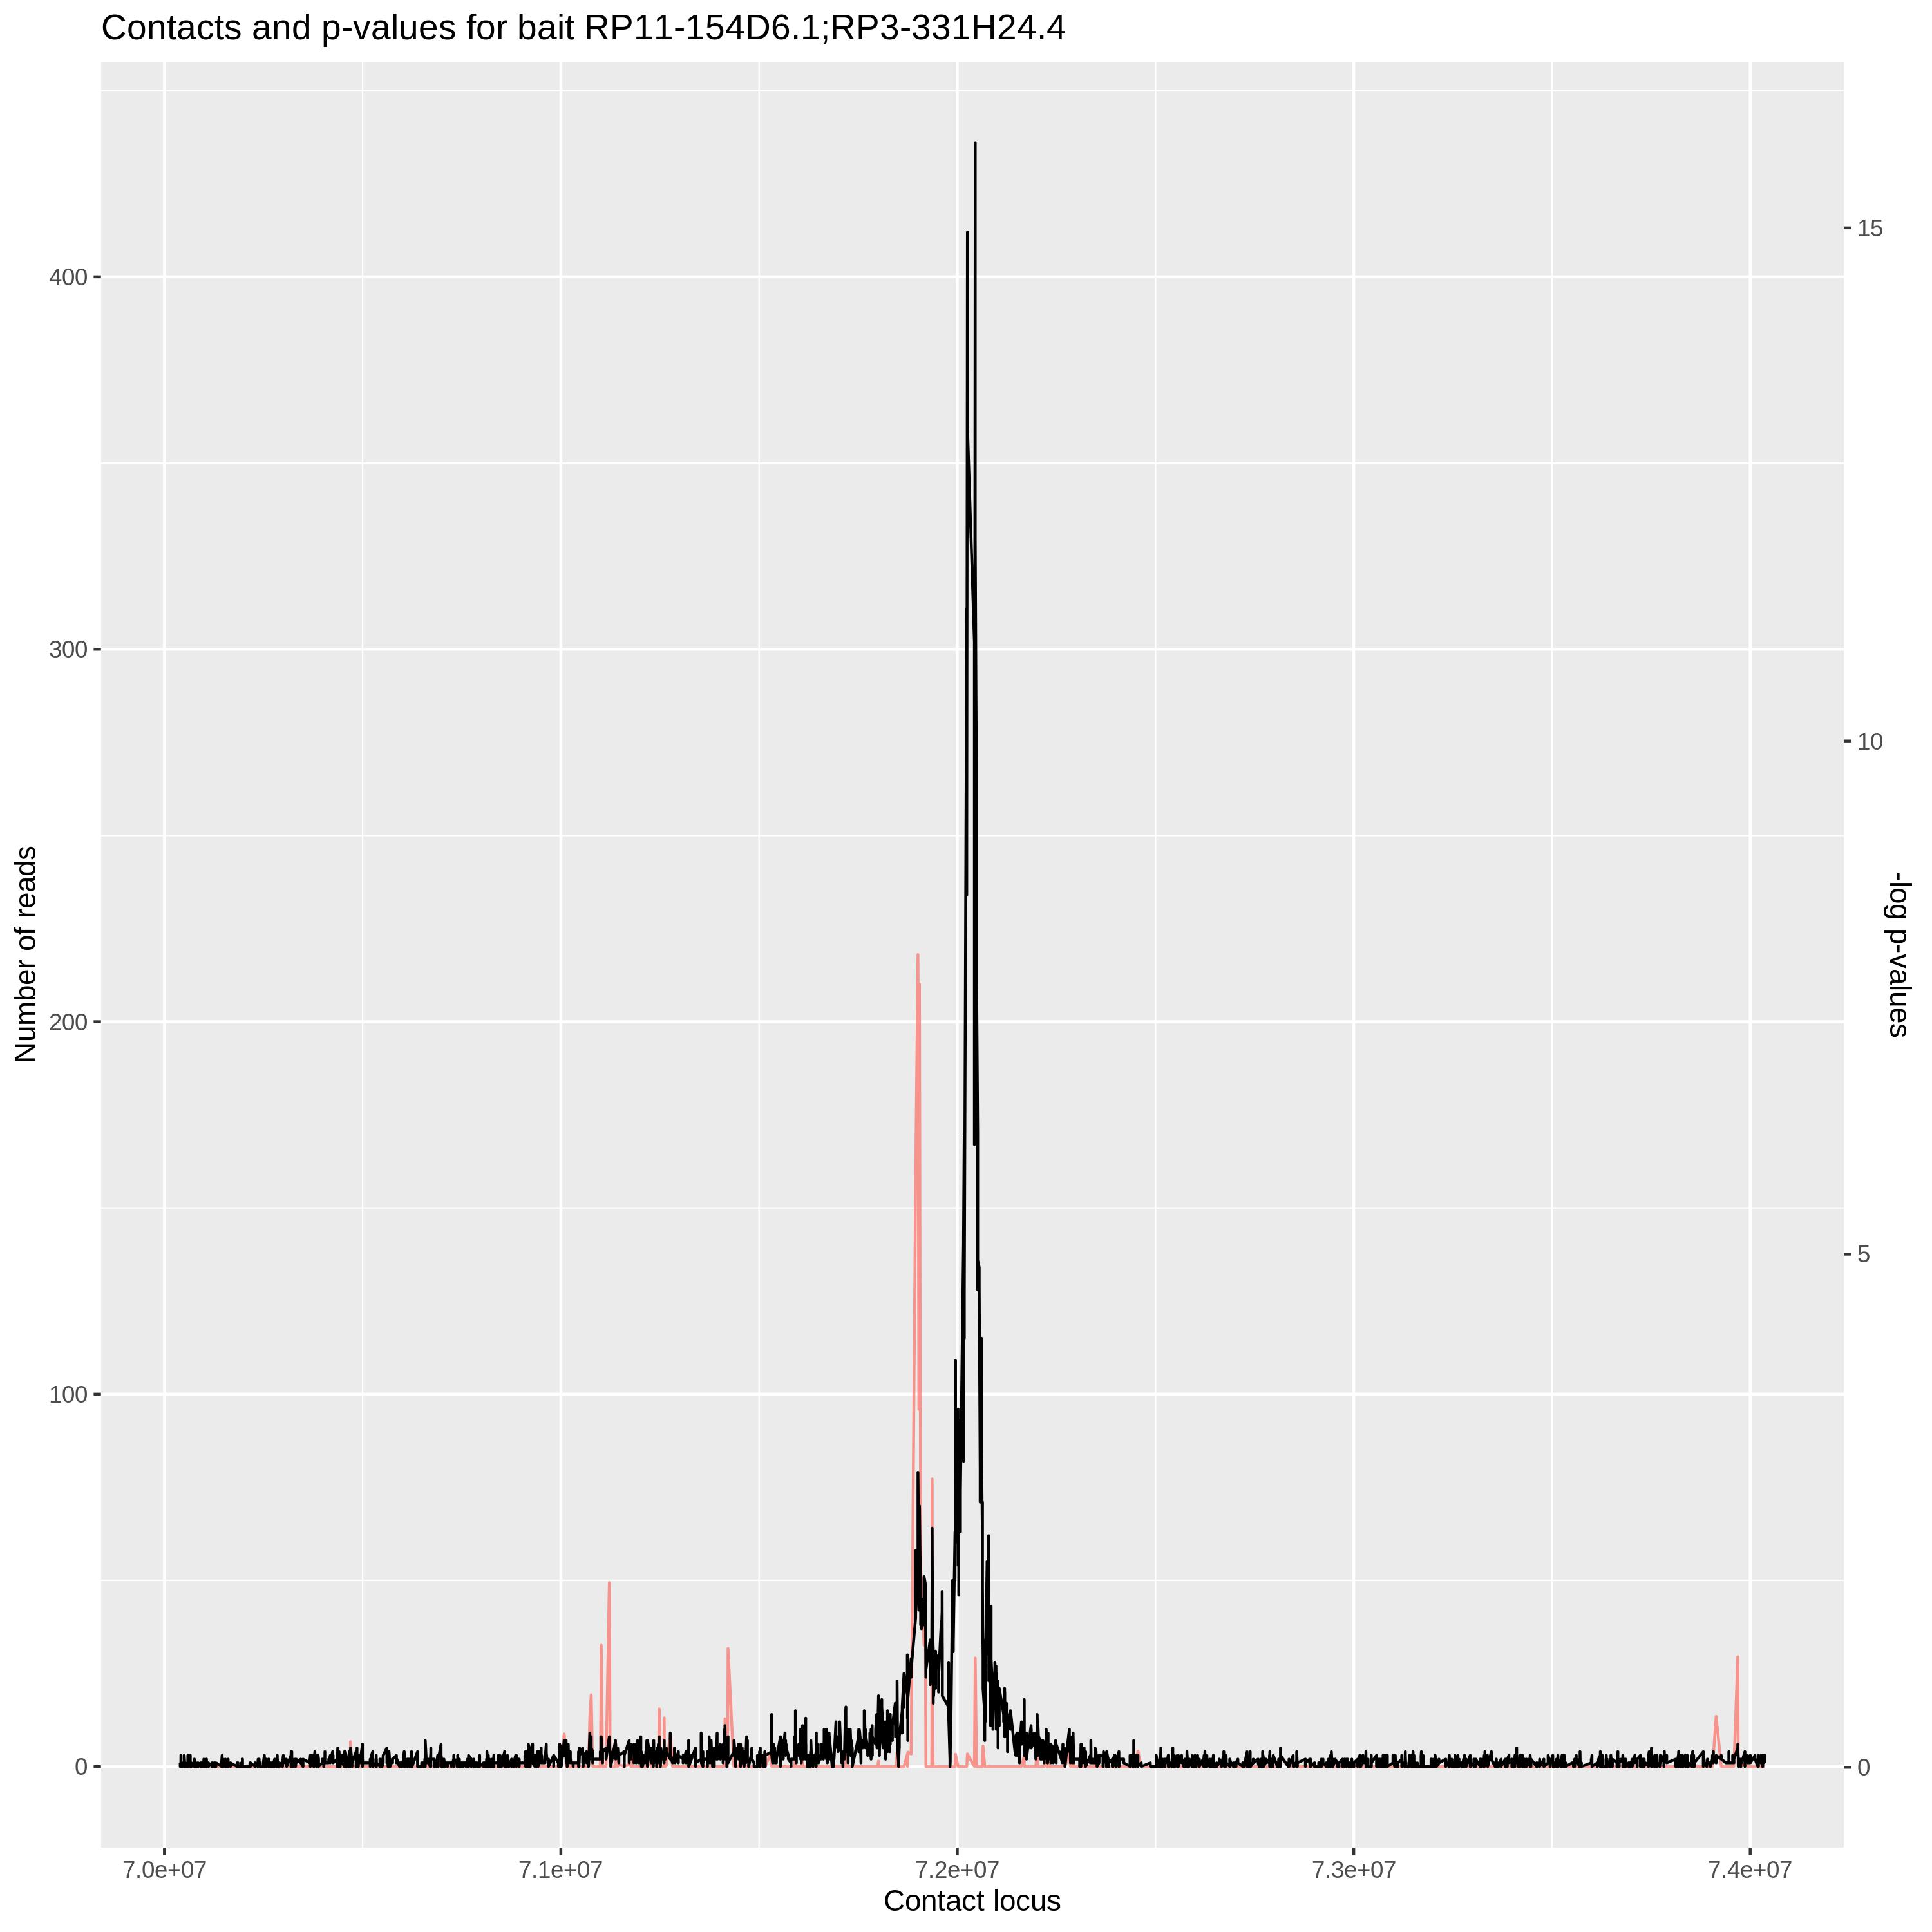 Contacts and p-values for bait RP11-154D6.1;RP3-331H24.4
400
300
200
100
0
Number of reads
15
10
5
0
-log p-values
7.0e+07 7.1e+07 7.2e+07 7.3e+07 7.4e+07
Contact locus